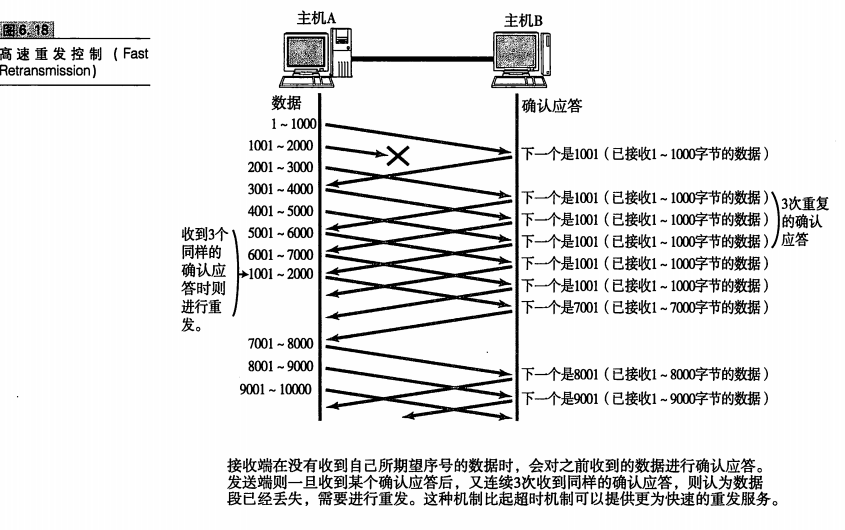 图6.18
高速重发控制（Fast
Retransmission）
主机A
主机B
数据
确认应答
1～1000
1001～2000
2001～3000
3001～4000
4001～5000
5001～6000
6001～7000
1001～2000
7001～8000
8001～9000
9001～10000
收到3个
同样的
确认应
答时则
进行重
发。
下一个是1001（已接收1～1000字节的数据）
下一个是1001（已接收1～1000字节的数据）
下一个是1001（已接收1～1000字节的数据）
下一个是1001（已接收1～1000字节的数据）
下一个是1001（已接收1～1000字节的数据）
下一个是1001（已接收1～1000字节的数据）
下一个是7001（已接收1～7000字节的数据）
下一个是8001（已接收1～8000字节的数据）
下一个是9001（已接收1～9000字节的数据）
3次重复
的确认
应答
接收端在没有收到自己所期望序号的数据时，会对之前收到的数据进行确认应答。
发送端则一旦收到某个确认应答后，又连续3次收到同样的确认应答，则认为数据
段已经丢失，需要进行重发。这种机制比起超时机制可以提供更为快速的重发服务。